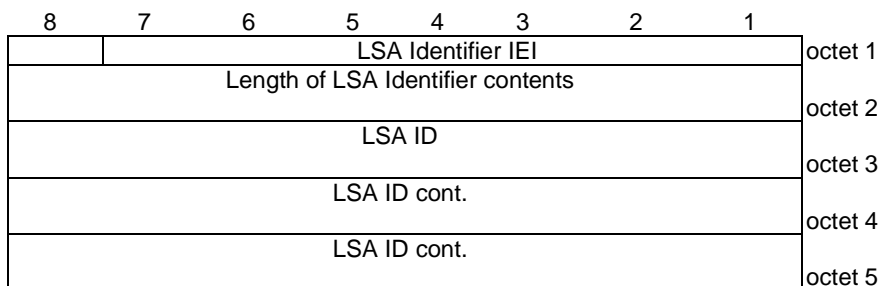 8 7 6 5 4 3 2 1
LSA Identifier IEI octet 1
Length of LSA Identifier contents
octet 2
LSA ID
octet 3
LSA ID cont.
octet 4
LSA ID cont.
octet 5